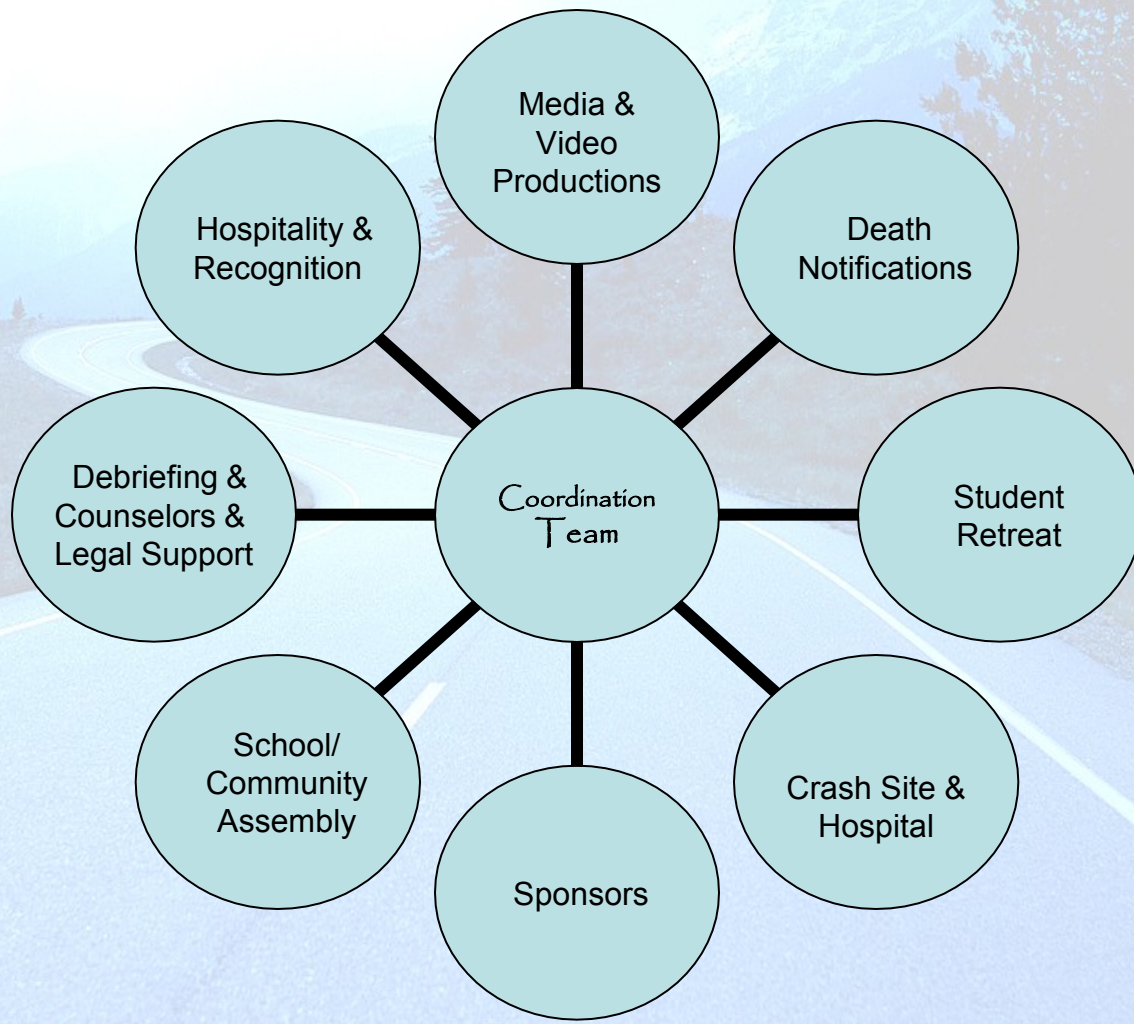 Media &
Video
Productions
Hospitality &
Recognition
Death
Notifications
Debriefing &
Counselors &
Legal Support
Coordination
Team
Student
Retreat
School/
Community
Assembly
Crash Site &
Hospital
Sponsors